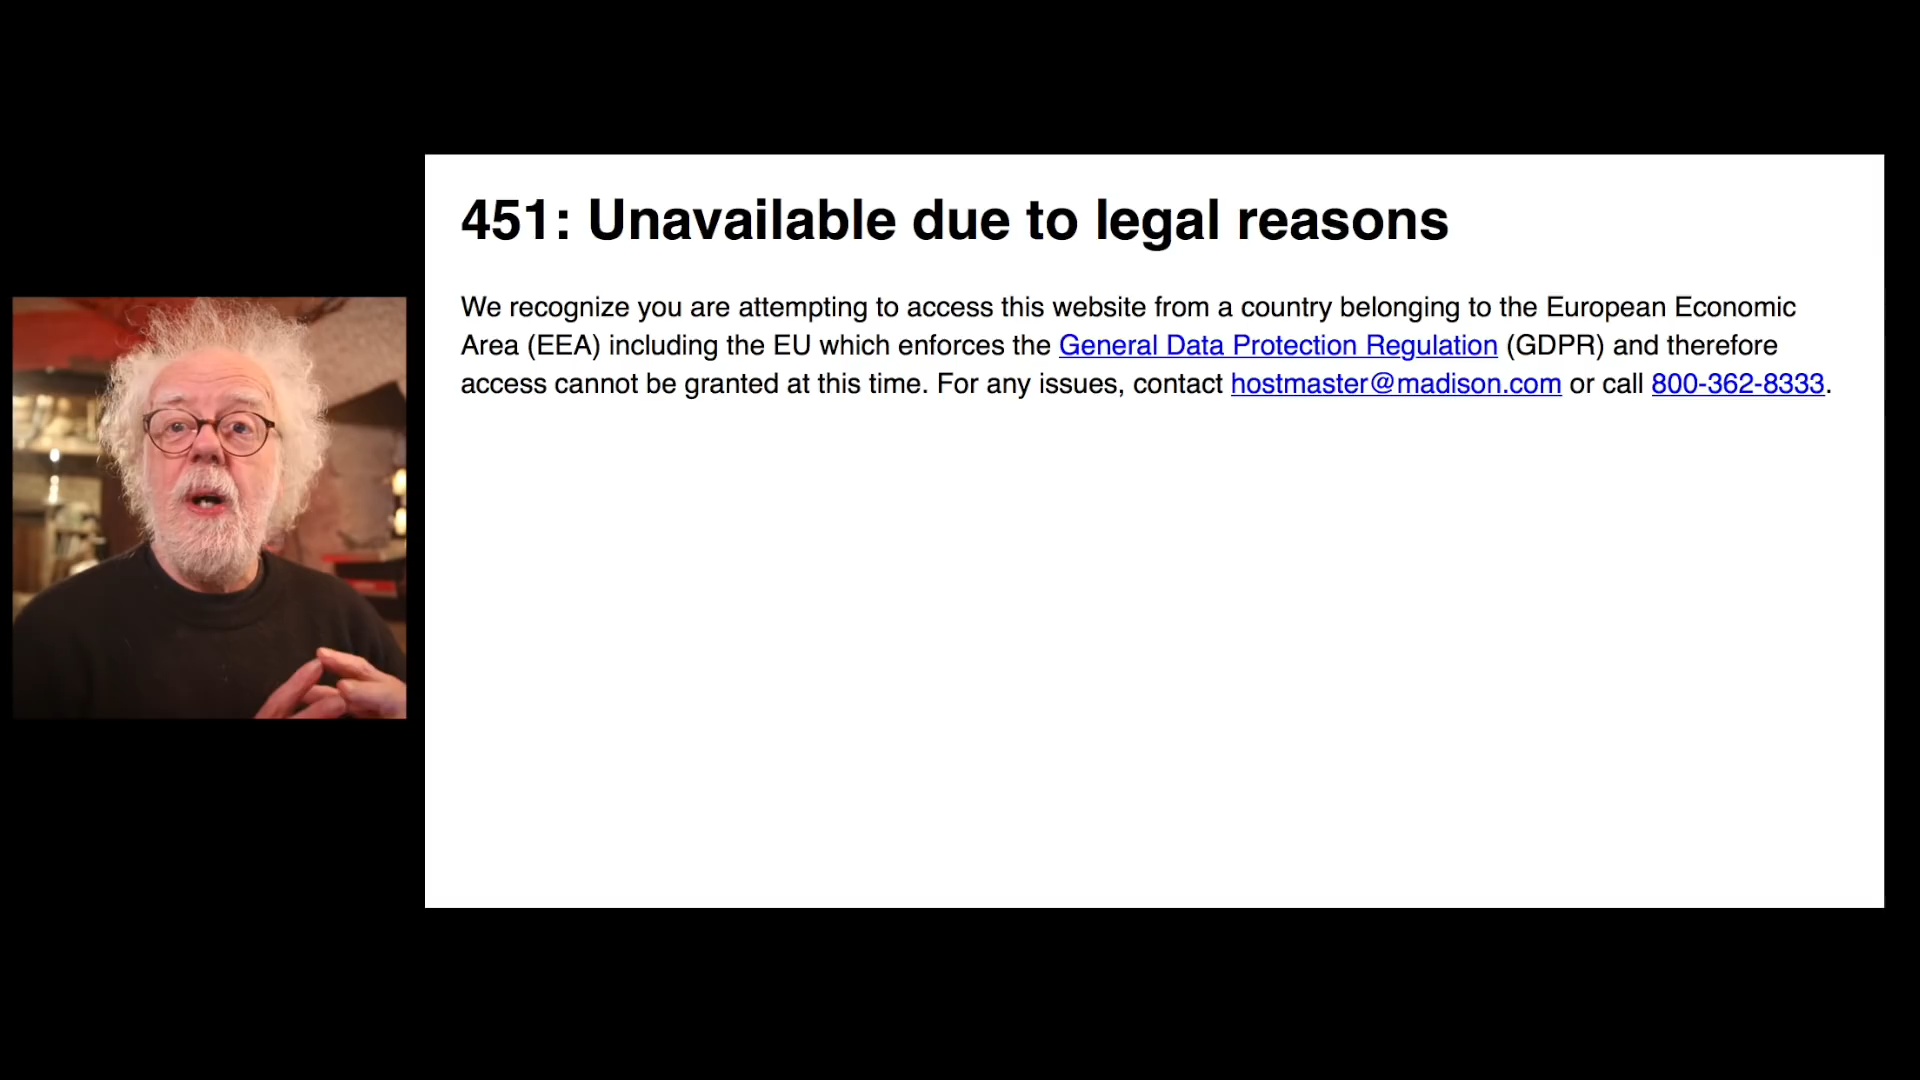 451: Unavailable due to legal reasons
We recognize you are attempting to access this website from a country belonging to the European Economic
Area (EEA) including the EU which enforces the General Data Protection Regulation (GDPR) and therefore
access cannot be granted at this time. For any issues, contact hostmaster@madison.com or call 800-362-8333.